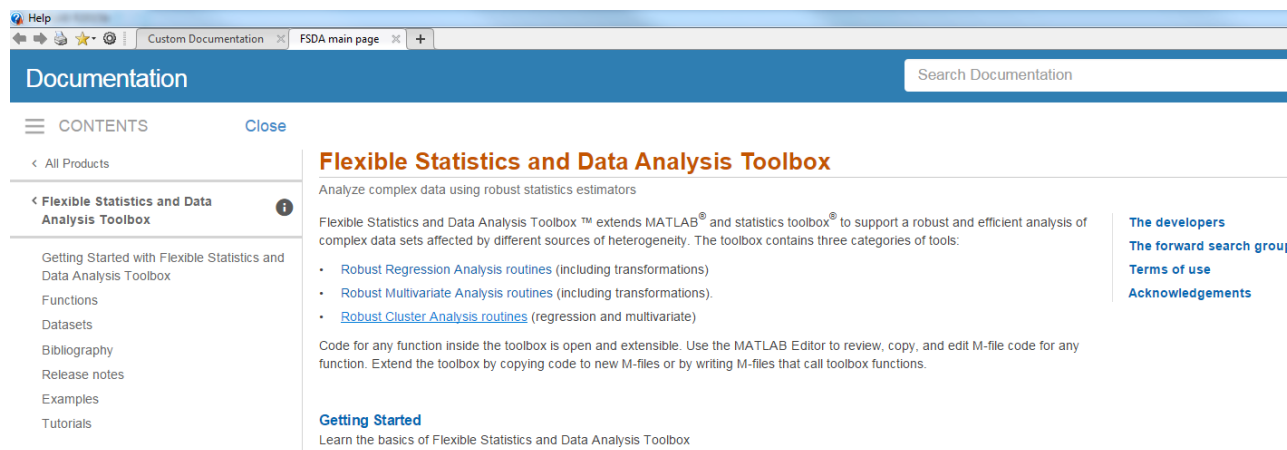 Help
Custom Documentation
FSDA main page
Documentation
Search Documentation
CONTENTS
Close
< All Products
< Flexible Statistics and Data
Analysis Toolbox
Getting Started with Flexible Statistics and
Data Analysis Toolbox
Functions
Datasets
Bibliography
Release notes
Examples
Tutorials
Flexible Statistics and Data Analysis Toolbox
Analyze complex data using robust statistics estimators
Flexible Statistics and Data Analysis Toolbox ™ extends MATLAB® and statistics toolbox® to support a robust and efficient analysis of
complex data sets affected by different sources of heterogeneity. The toolbox contains three categories of tools:
• Robust Regression Analysis routines (including transformations)
• Robust Multivariate Analysis routines (including transformations).
• Robust Cluster Analysis routines (regression and multivariate)
Code for any function inside the toolbox is open and extensible. Use the MATLAB Editor to review, copy, and edit M-file code for any
function. Extend the toolbox by copying code to new M-files or by writing M-files that call toolbox functions.
Getting Started
Learn the basics of Flexible Statistics and Data Analysis Toolbox
The developers
The forward search group
Terms of use
Acknowledgements